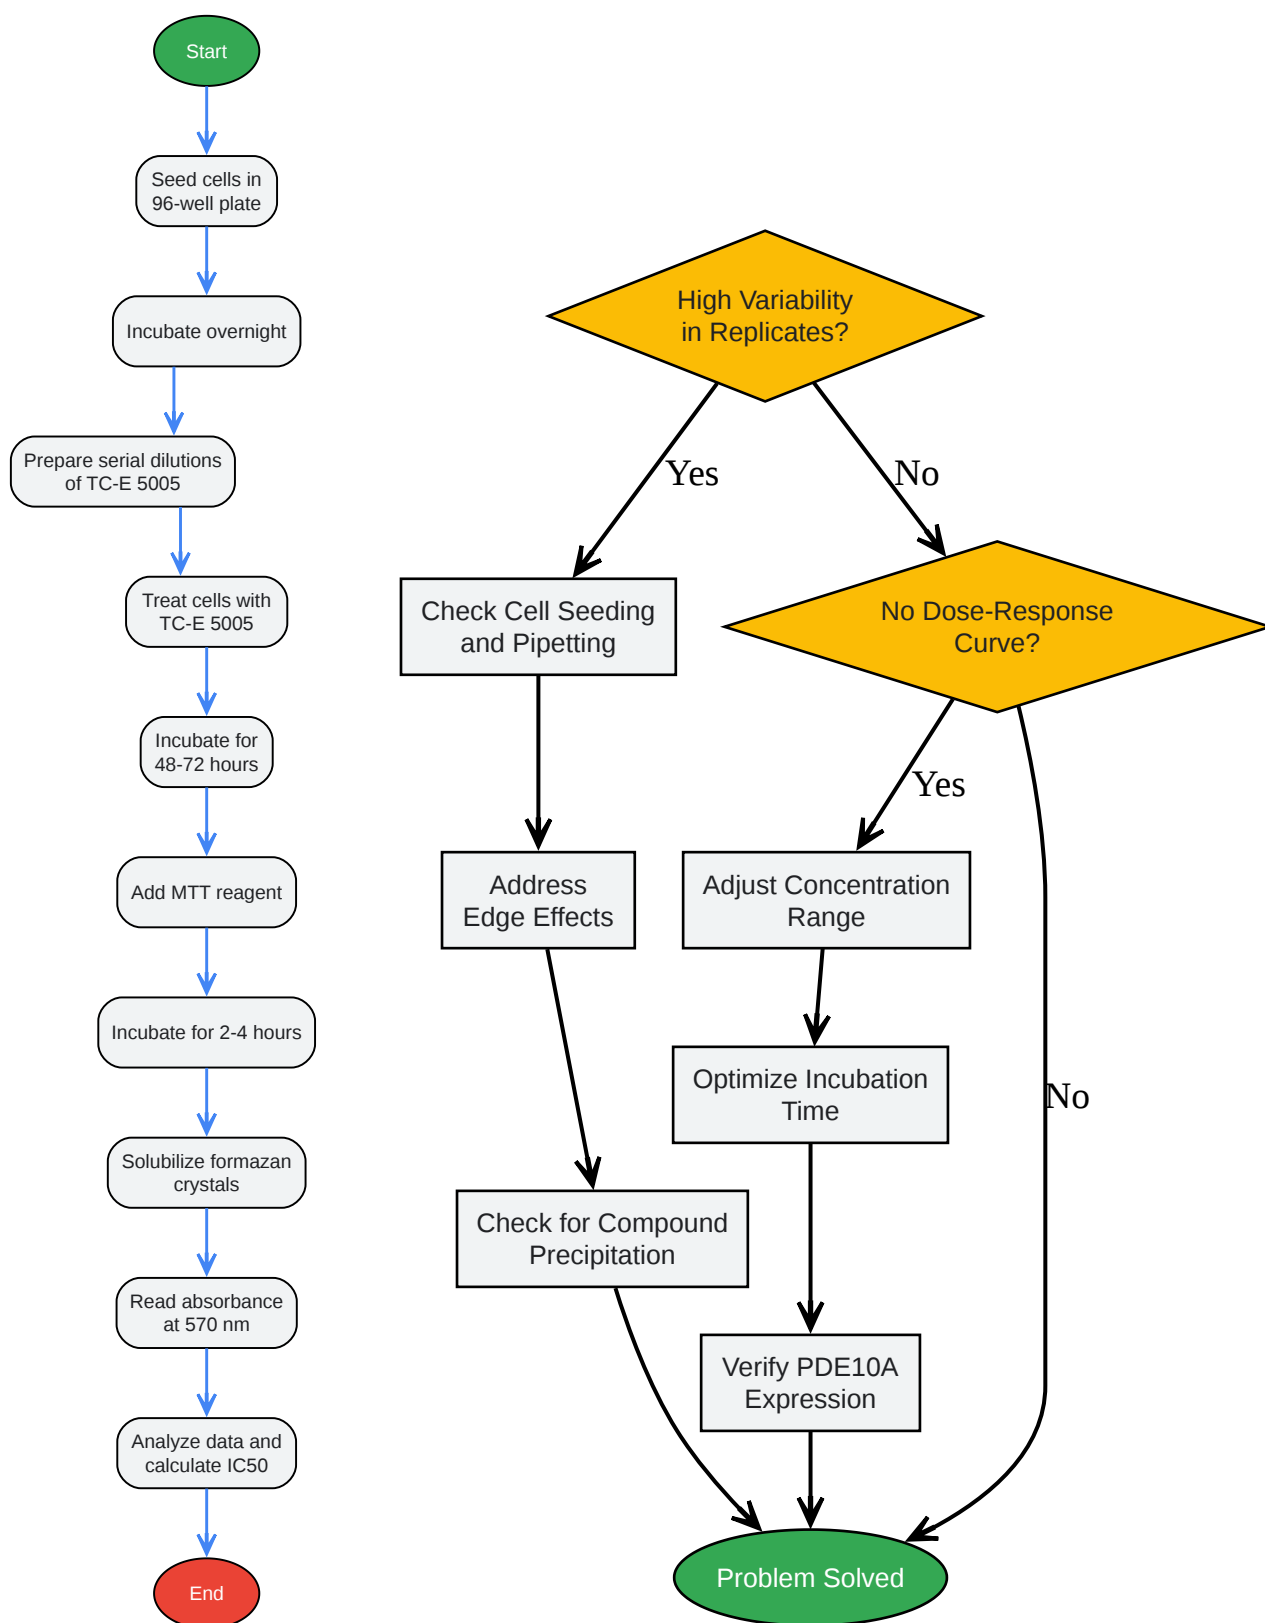 Start
Seed cells in
96-well plate
Incubate overnight
Prepare serial dilutions
of TC-E 5005
Treat cells with
TC-E 5005
Incubate for
48-72 hours
Add MTT reagent
Incubate for 2-4 hours
Solubilize formazan
crystals
Read absorbance
at 570 nm
Analyze data and
calculate IC50
End
High Variability
in Replicates?
Yes
No
Check Cell Seeding
and Pipetting
No Dose-Response
Curve?
Yes
Address
Edge Effects
Adjust Concentration
Range
Optimize Incubation
Time
No
Check for Compound
Precipitation
Verify PDE10A
Expression
Problem Solved